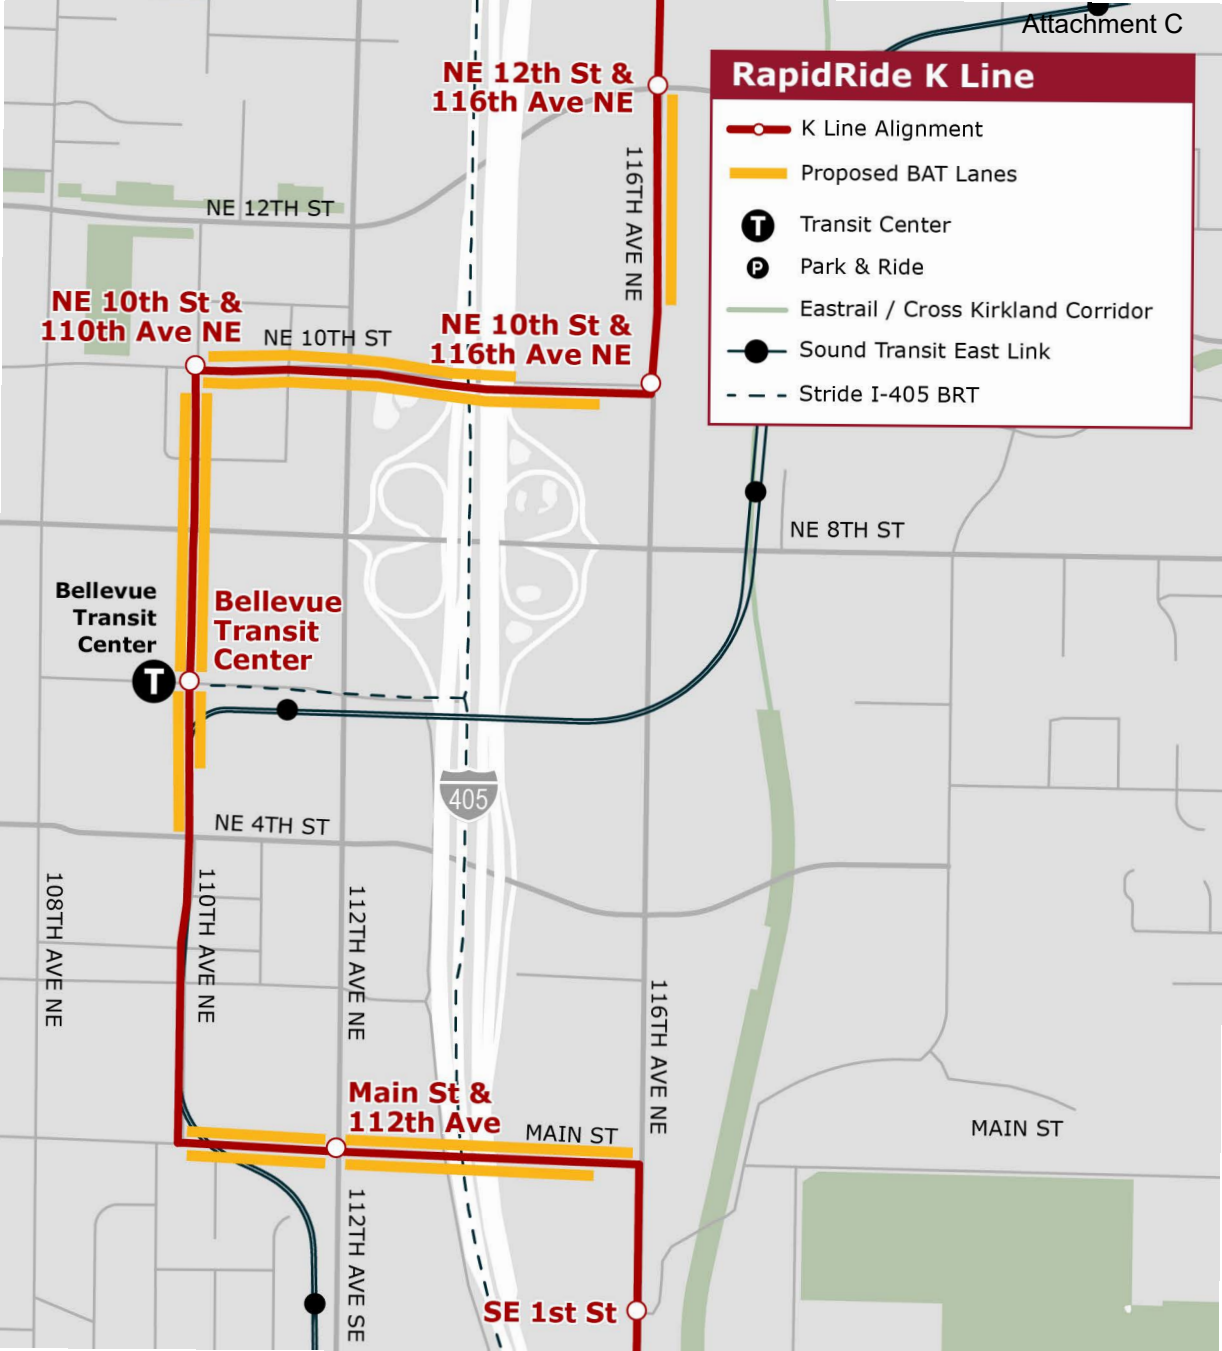 Attachment C
RapidRide K Line
K Line Alignment
Proposed BAT Lanes
T
Transit Center
P
Park & Ride
Eastrail / Cross Kirkland Corridor
Sound Transit East Link
Stride I-405 BRT
NE 12th St &
116th Ave NE
116TH AVE NE
NE 12TH ST
NE 10th St &
110th Ave NE
NE 10TH ST
NE 10th St &
116th Ave NE
NE 8TH ST
Bellevue
Transit
Center
T
Bellevue
Transit
Center
405
NE 4TH ST
108TH AVE NE
110TH AVE NE
112TH AVE NE
116TH AVE NE
Main St &
112th Ave
MAIN ST
MAIN ST
112TH AVE SE
SE 1st St